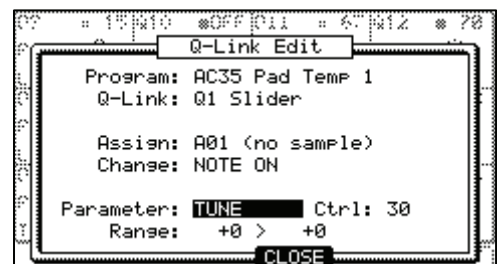 Q-Link Edit
Program: AC35 Pad Temp 1
Q-Link: Q1 Slider
Assign: A01 (no sample)
Change: NOTE ON
Parameter: TUNE Ctrl: 30
Range: +0 > +0
CLOSE